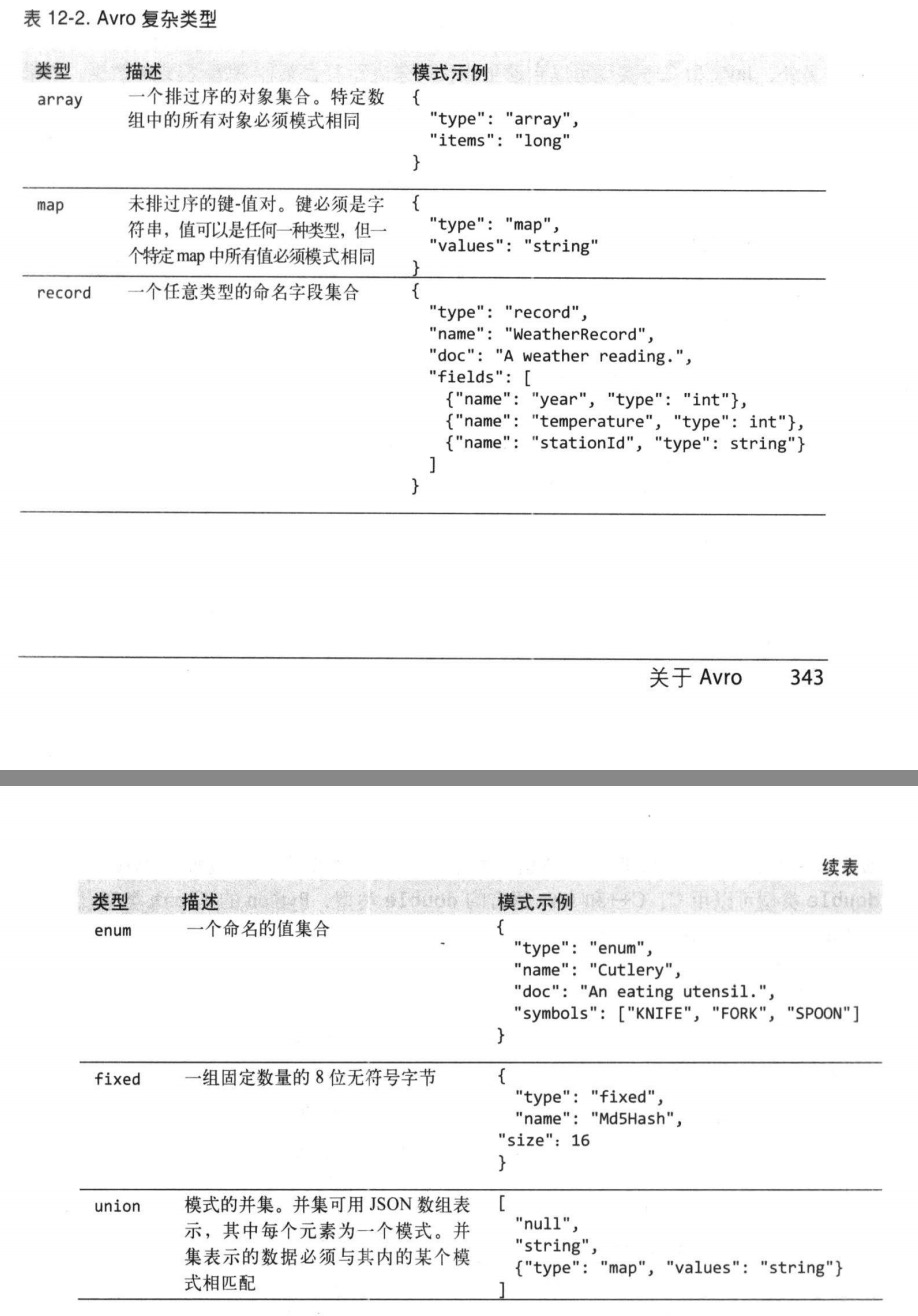 表 12-2. Avro 复杂类型
类型 描述 模式示例
array 一个排过序的对象集合。特定数 {
组中的所有对象必须模式相同 "type": "array",
"items": "long"
}
map 未排过序的键-值对。键必须是字 {
符串，值可以是任何一种类型，但一 "type": "map",
个特定 map 中所有值必须模式相同 "values": "string"
}
record 一个任意类型的命名字段集合 {
"type": "record",
"name": "WeatherRecord",
"doc": "A weather reading.",
"fields": [
{"name": "year", "type": "int"},
{"name": "temperature", "type": int"},
{"name": "stationId", "type": string"}
]
}
关于 Avro 343
续表
类型 描述 模式示例
enum 一个命名的值集合 {
"type": "enum",
"name": "Cutlery",
"doc": "An eating utensil.",
"symbols": ["KNIFE", "FORK", "SPOON"]
}
fixed 一组固定数量的 8 位无符号字节 {
"type": "fixed",
"name": "Md5Hash",
"size": 16
}
union 模式的并集。并集可用 JSON 数组表 [
示，其中每个元素为一个模式。并 "null",
集表示的数据必须与其内的某个模 "string",
式相匹配 {"type": "map", "values": "string"}
]